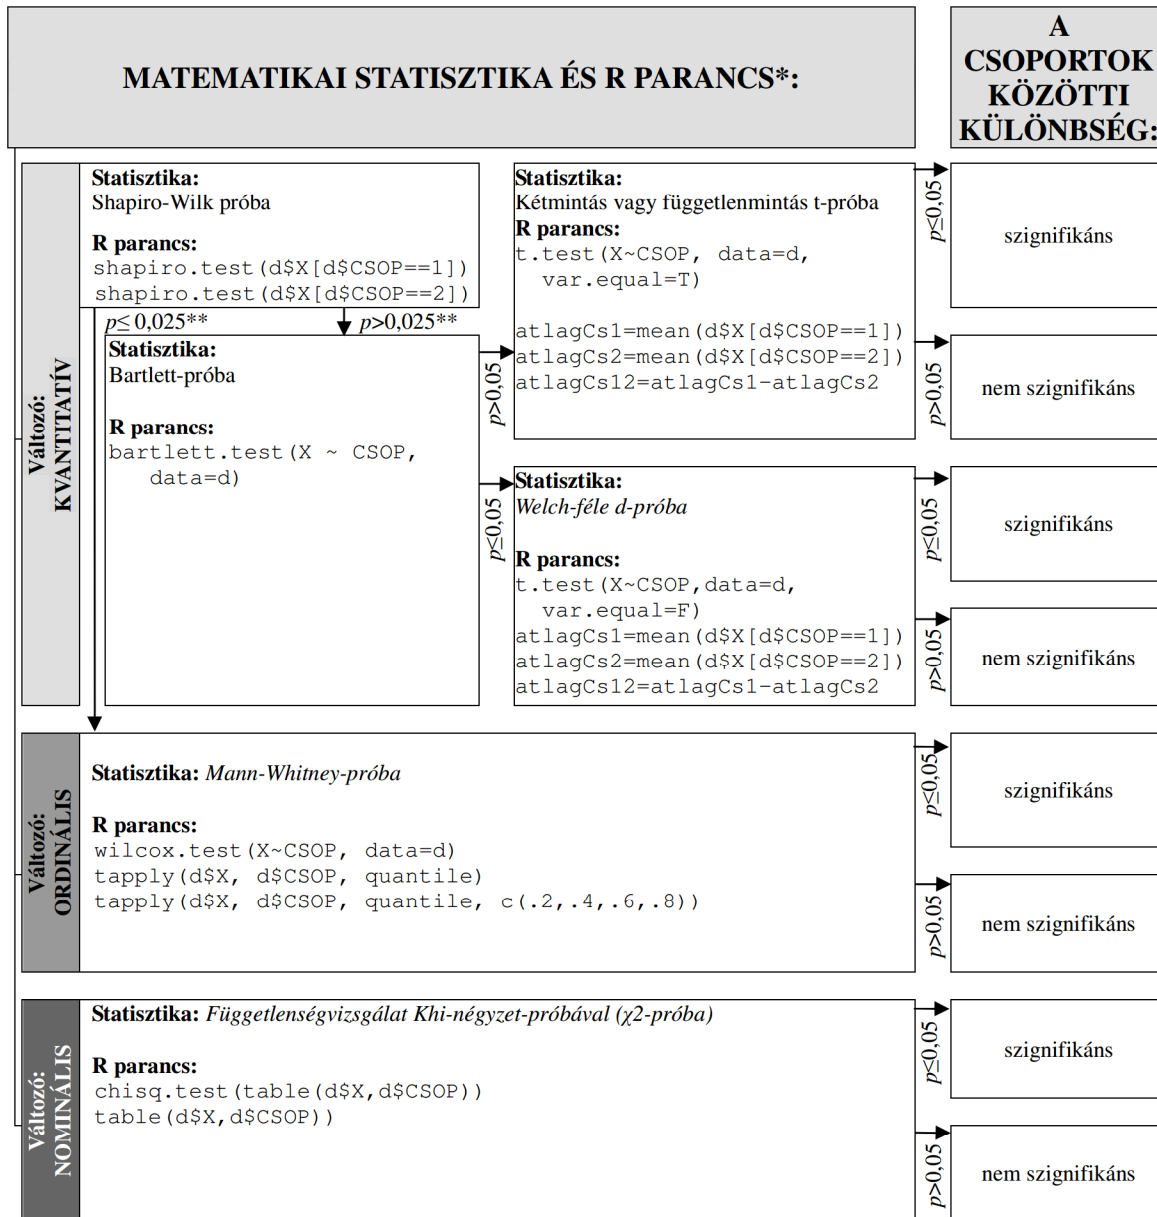 MATEMATIKAI STATISZTIKA ÉS R PARANCS*:
A
CSOPORTOK
KÖZÖTTI
KÜLÖNBSÉG:
Változó:
KVANTITATÍV
Statisztika:
Shapiro-Wilk próba
R parancs:
shapiro.test(d$X[d$CSOP==1])
shapiro.test(d$X[d$CSOP==2])
p≤ 0,025**
p>0,025**
Statisztika:
Bartlett-próba
R parancs:
bartlett.test(X ~ CSOP,
data=d)
p>0,05
p≤0,05
Statisztika:
Kétmintás vagy függetlenmintás t-próba
R parancs:
t.test(X~CSOP, data=d,
var.equal=T)
atlagCs1=mean(d$X[d$CSOP==1])
atlagCs2=mean(d$X[d$CSOP==2])
atlagCs12=atlagCs1-atlagCs2
p≤0,05
szignifikáns
p>0,05
nem szignifikáns
Statisztika:
Welch-féle d-próba
R parancs:
t.test(X~CSOP,data=d,
var.equal=F)
atlagCs1=mean(d$X[d$CSOP==1])
atlagCs2=mean(d$X[d$CSOP==2])
atlagCs12=atlagCs1-atlagCs2
p≤0,05
szignifikáns
p>0,05
nem szignifikáns
Változó:
ORDINÁLIS
Statisztika: Mann-Whitney-próba
R parancs:
wilcox.test(X~CSOP, data=d)
tapply(d$X, d$CSOP, quantile)
tapply(d$X, d$CSOP, quantile, c(.2,.4,.6,.8))
p≤0,05
szignifikáns
p>0,05
nem szignifikáns
Változó:
NOMINÁLIS
Statisztika: Függetlenségvizsgálat Khi-négyzet-próbával (χ2-próba)
R parancs:
chisq.test(table(d$X,d$CSOP))
table(d$X,d$CSOP))
p≤0,05
szignifikáns
p>0,05
nem szignifikáns